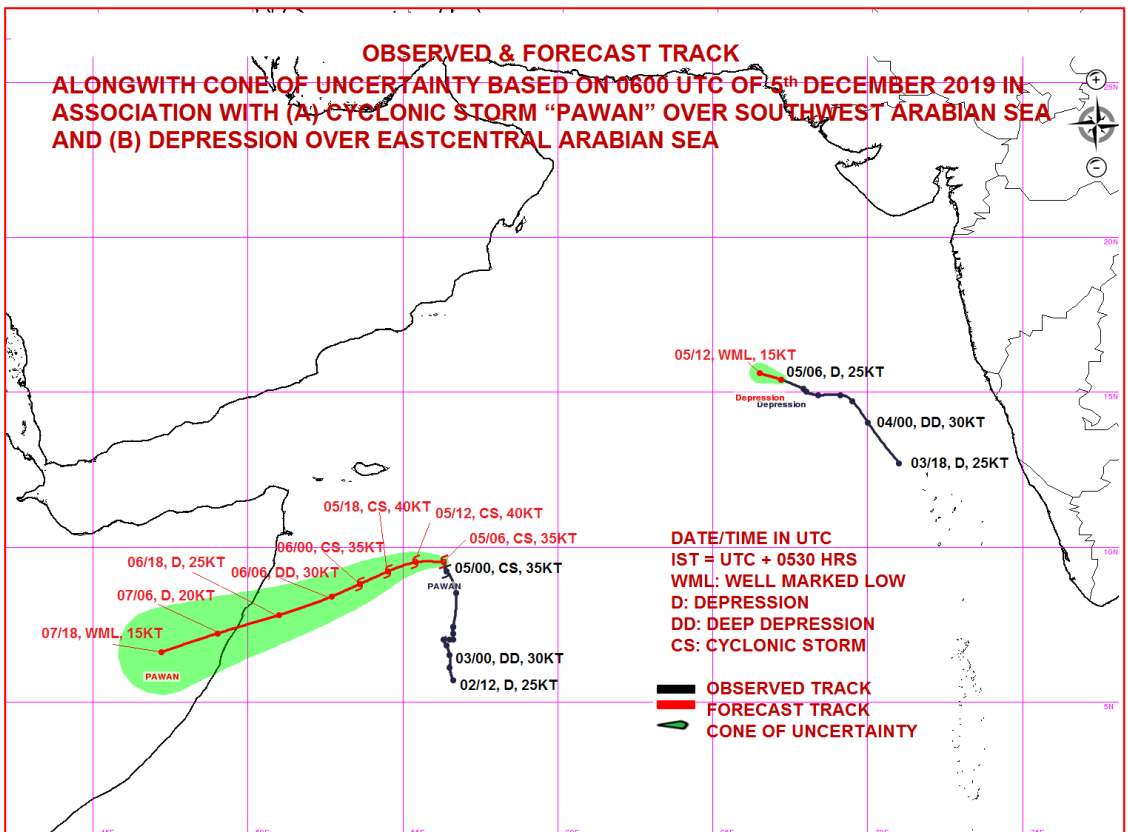 OBSERVED & FORECAST TRACK
ALONGWITH CONE OF UNCERTAINTY BASED ON 0600 UTC OF 5th DECEMBER 2019 IN
ASSOCIATION WITH (A) CYCLONIC STORM “PAWAN” OVER SOUTHWEST ARABIAN SEA
AND (B) DEPRESSION OVER EASTCENTRAL ARABIAN SEA
25N
20N
05/12, WML, 15KT
05/06, D, 25KT
Depression
Depression
15N
04/00, DD, 30KT
03/18, D, 25KT
05/18, CS, 40KT
05/12, CS, 40KT
05/06, CS, 35KT
06/00, CS, 35KT
10N
06/18, D, 25KT
06/06, DD, 30KT
05/00, CS, 35KT
PAWAN
07/06, D, 20KT
07/18, WML, 15KT
PAWAN
03/00, DD, 30KT
02/12, D, 25KT
DATE/TIME IN UTC
IST = UTC + 0530 HRS
WML: WELL MARKED LOW
D: DEPRESSION
DD: DEEP DEPRESSION
CS: CYCLONIC STORM
OBSERVED TRACK
FORECAST TRACK
CONE OF UNCERTAINTY
5N